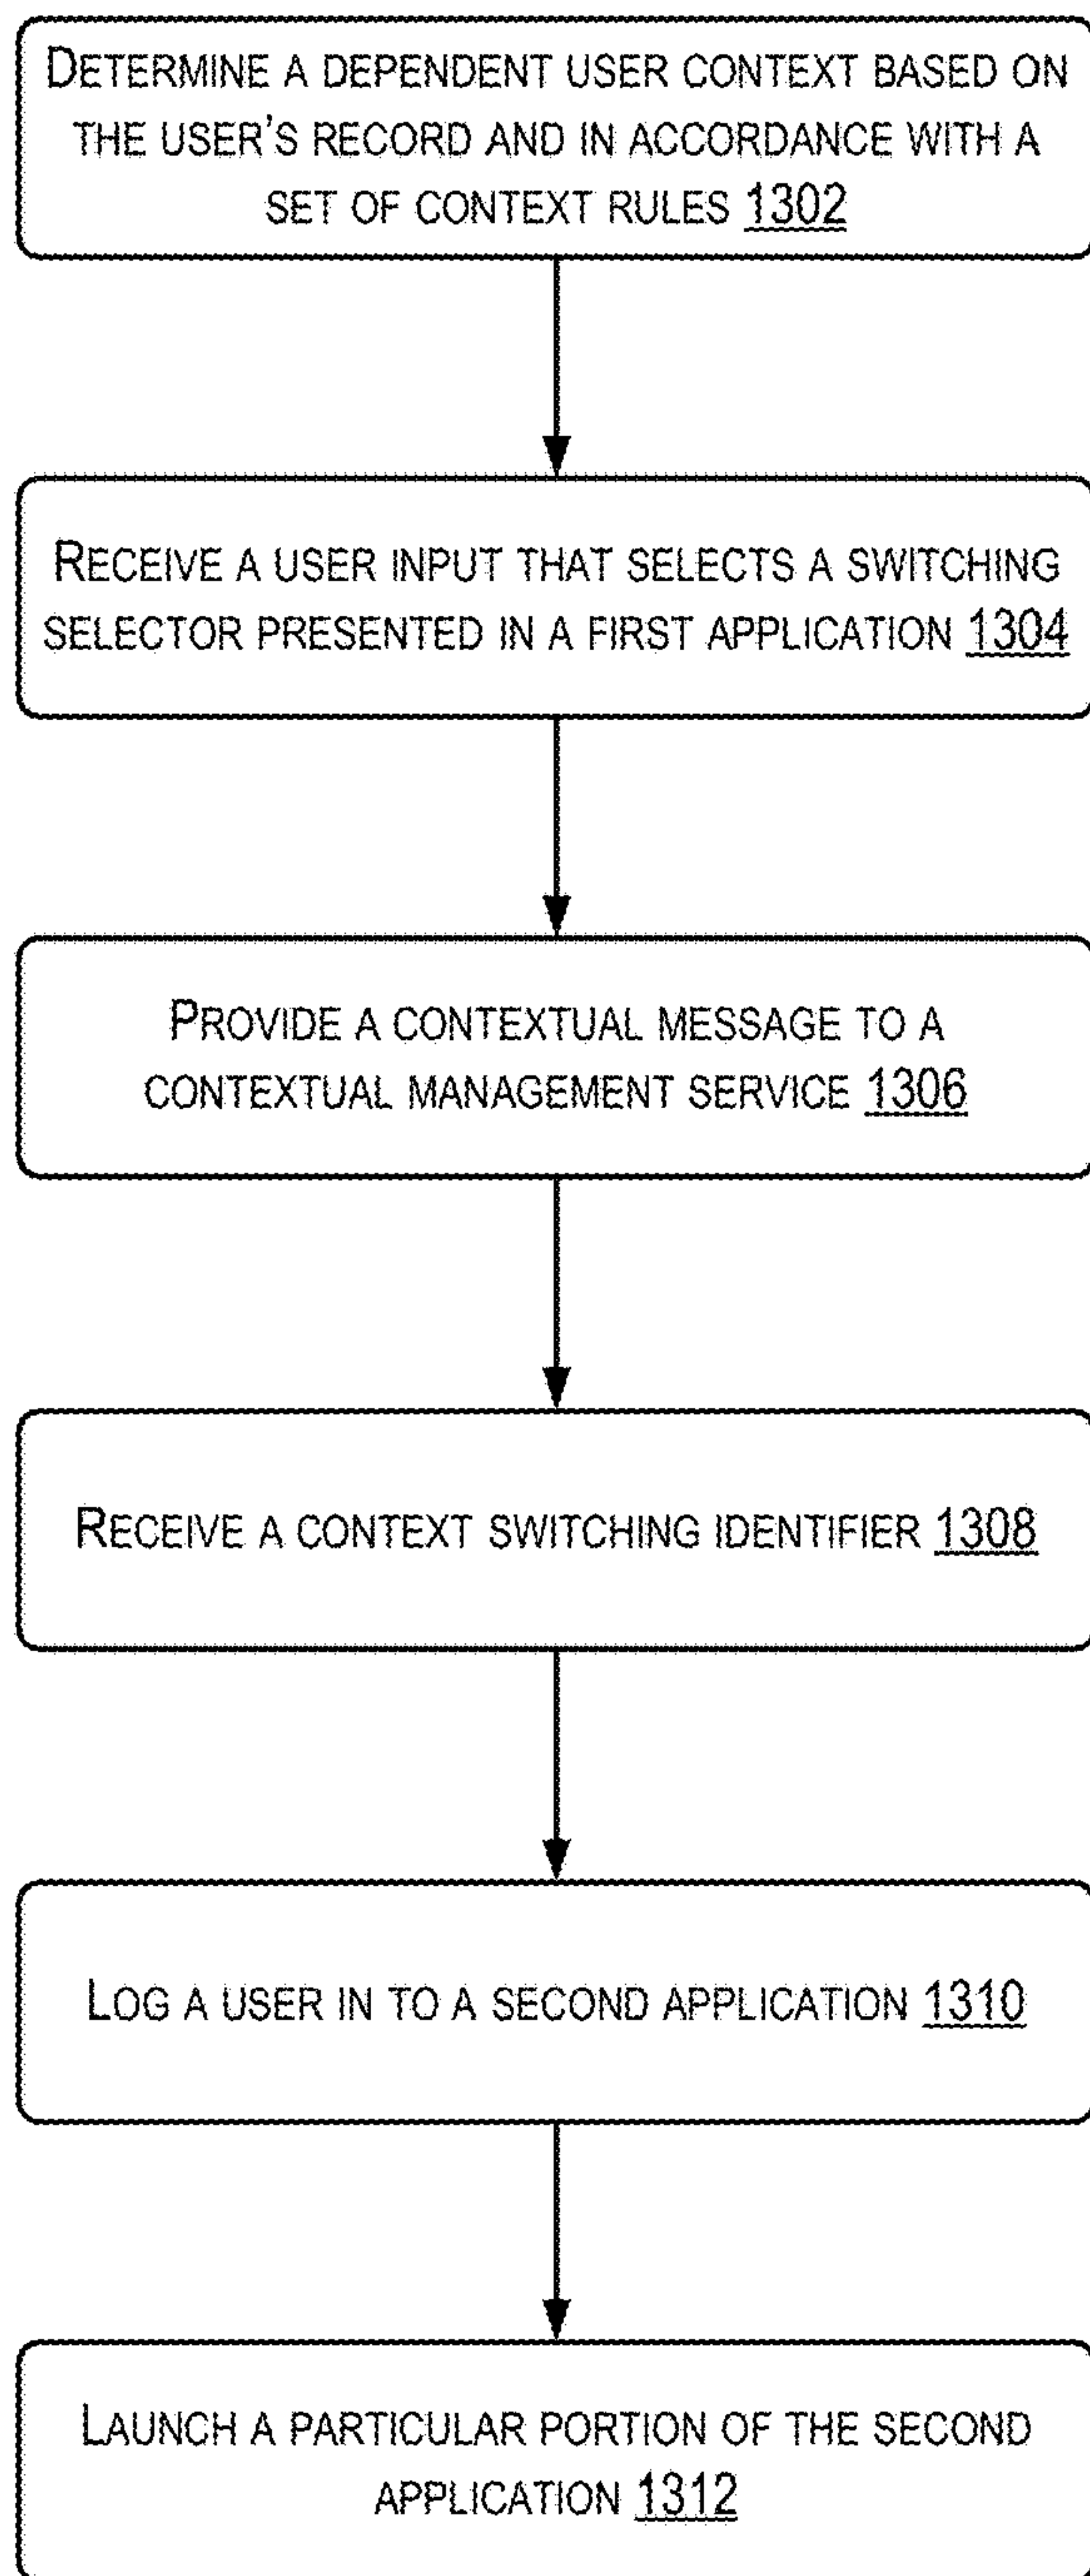 DETERMINE A DEPENDENT USER CONTEXT BASED ON
THE USER'S RECORD AND IN ACCORDANCE WITH A
SET OF CONTEXT RULES 1302
RECEIVE A USER INPUT THAT SELECTS A SWITCHING
SELECTOR PRESENTED IN A FIRST APPLICATION 1304
PROVIDE A CONTEXTUAL MESSAGE TO A
CONTEXTUAL MANAGEMENT SERVICE 1306
RECEIVE A CONTEXT SWITCHING IDENTIFIER 1308
LOG A USER IN TO A SECOND APPLICATION 1310
LAUNCH A PARTICULAR PORTION OF THE SECOND
APPLICATION 1312